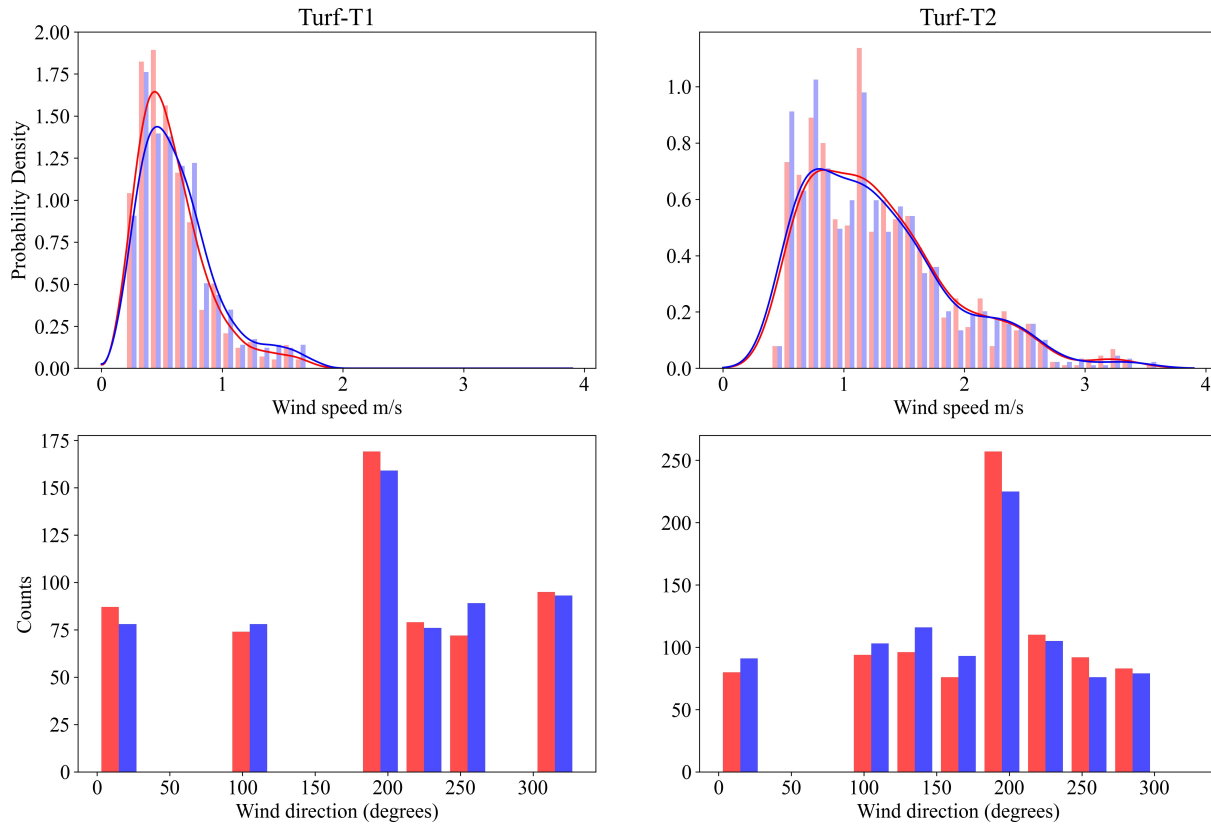 Turf-T1
Turf-T2
Probability Density
2.00
1.75
1.50
1.25
1.00
0.75
0.50
0.25
0.00
0 1 2 3 4
Wind speed m/s
1.0
0.8
0.6
0.4
0.2
0.0
0 1 2 3 4
Wind speed m/s
Counts
175
150
125
100
75
50
25
0
0 50 100 150 200 250 300
Wind direction (degrees)
250
200
150
100
50
0
0 50 100 150 200 250 300
Wind direction (degrees)